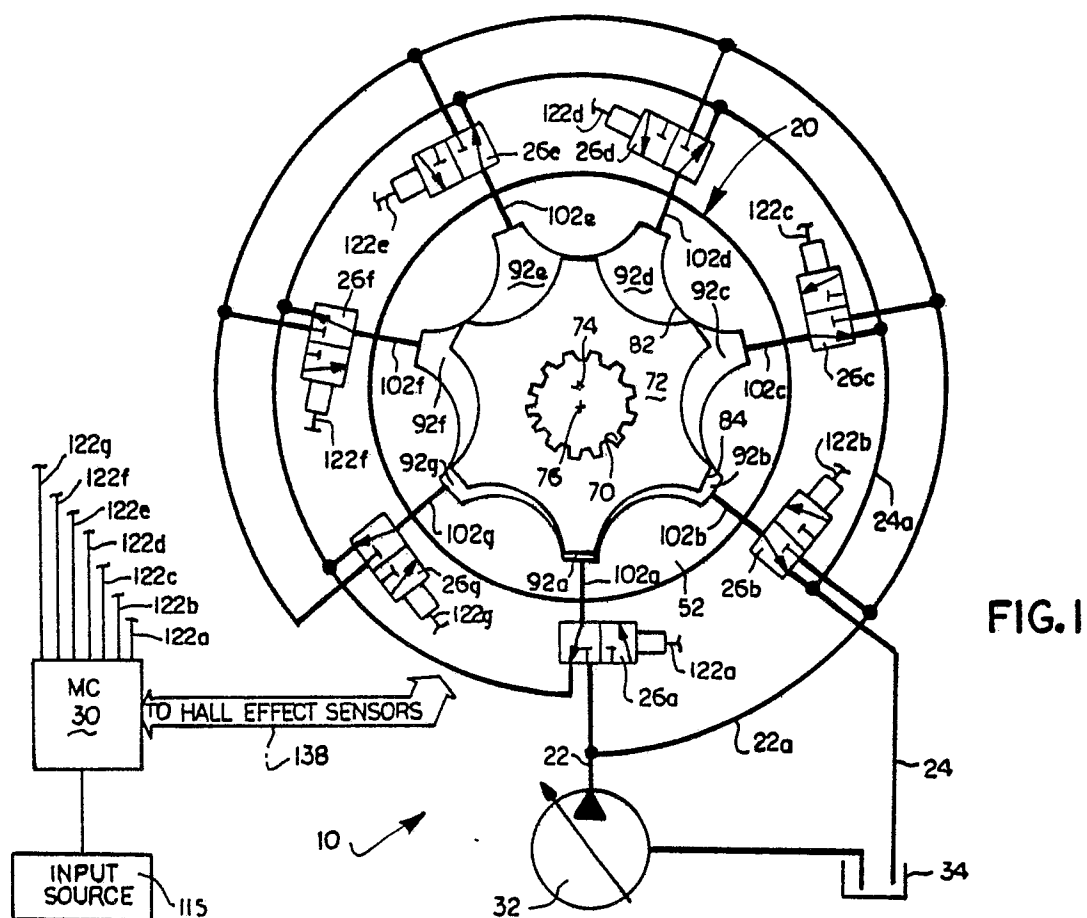 122d
26e
26d
20
122e
102e
102d
122c
92e
92d
92c
26f
82
74
72
102f
102c
26c
92f
84
122b
122f
76
70
92g
92b
122g
122f
122e
122d
122c
122b
122a
102g
102b
24a
26g
92a
102a
52
26b
122g
FIG.1
122a
26a
MC
30
TO HALL EFFECT SENSORS
138
22
22a
24
10
INPUT
SOURCE
115
32
34